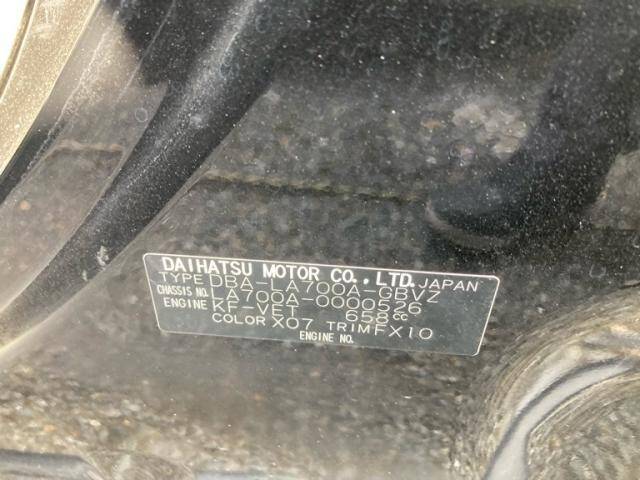 DAIHATSU MOTOR CO., LTD. JAPAN
TYPE DBA-LA700A-GBVZ
CHASSIS NO. LA700A-0000526
ENGINE KF-VET 658cc
COLOR X07 TRIM FX10
ENGINE NO.